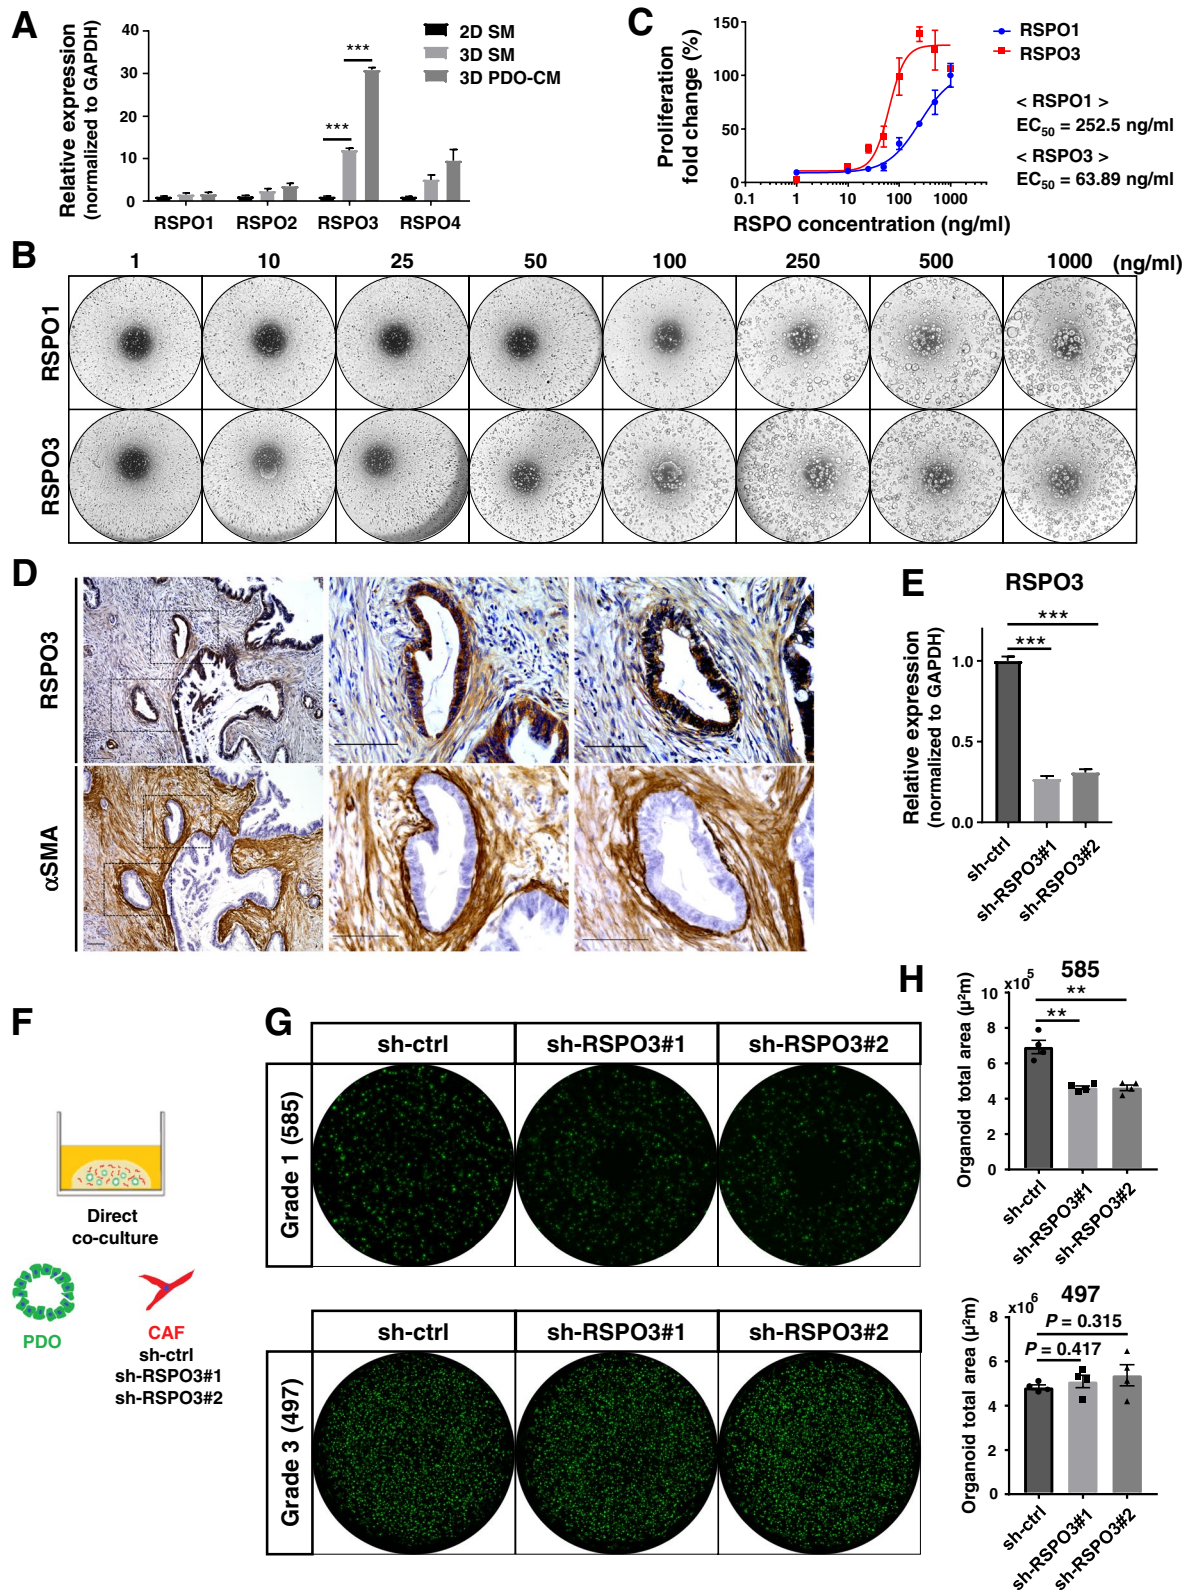 A
Relative expression
(normalized to GAPDH)
40
30
20
10
0
***
***
2D SM
3D SM
3D PDO-CM
RSPO1
RSPO2
RSPO3
RSPO4
C
Proliferation
fold change (%)
150
100
50
0
0.1
1
10
100
1000
RSPO concentration (ng/ml)
RSPO1
RSPO3
< RSPO1 >
EC50 = 252.5 ng/ml
< RSPO3 >
EC50 = 63.89 ng/ml
B
1
10
25
50
100
250
500
1000
(ng/ml)
RSPO1
RSPO3
D
RSPO3
αSMA
E
RSPO3
Relative expression
(normalized to GAPDH)
1.0
0.5
0.0
***
***
sh-ctrl
sh-RSPO3#1
sh-RSPO3#2
F
Direct
co-culture
PDO
CAF
sh-ctrl
sh-RSPO3#1
sh-RSPO3#2
G
sh-ctrl
sh-RSPO3#1
sh-RSPO3#2
Grade 1 (585)
sh-ctrl
sh-RSPO3#1
sh-RSPO3#2
Grade 3 (497)
H
585
x10⁵
Organoid total area (μ²m)
10
8
6
4
2
0
**
**
sh-ctrl
sh-RSPO3#1
sh-RSPO3#2
497
x10⁶
Organoid total area (μ²m)
8
6
4
2
0
P = 0.315
P = 0.417
sh-ctrl
sh-RSPO3#1
sh-RSPO3#2